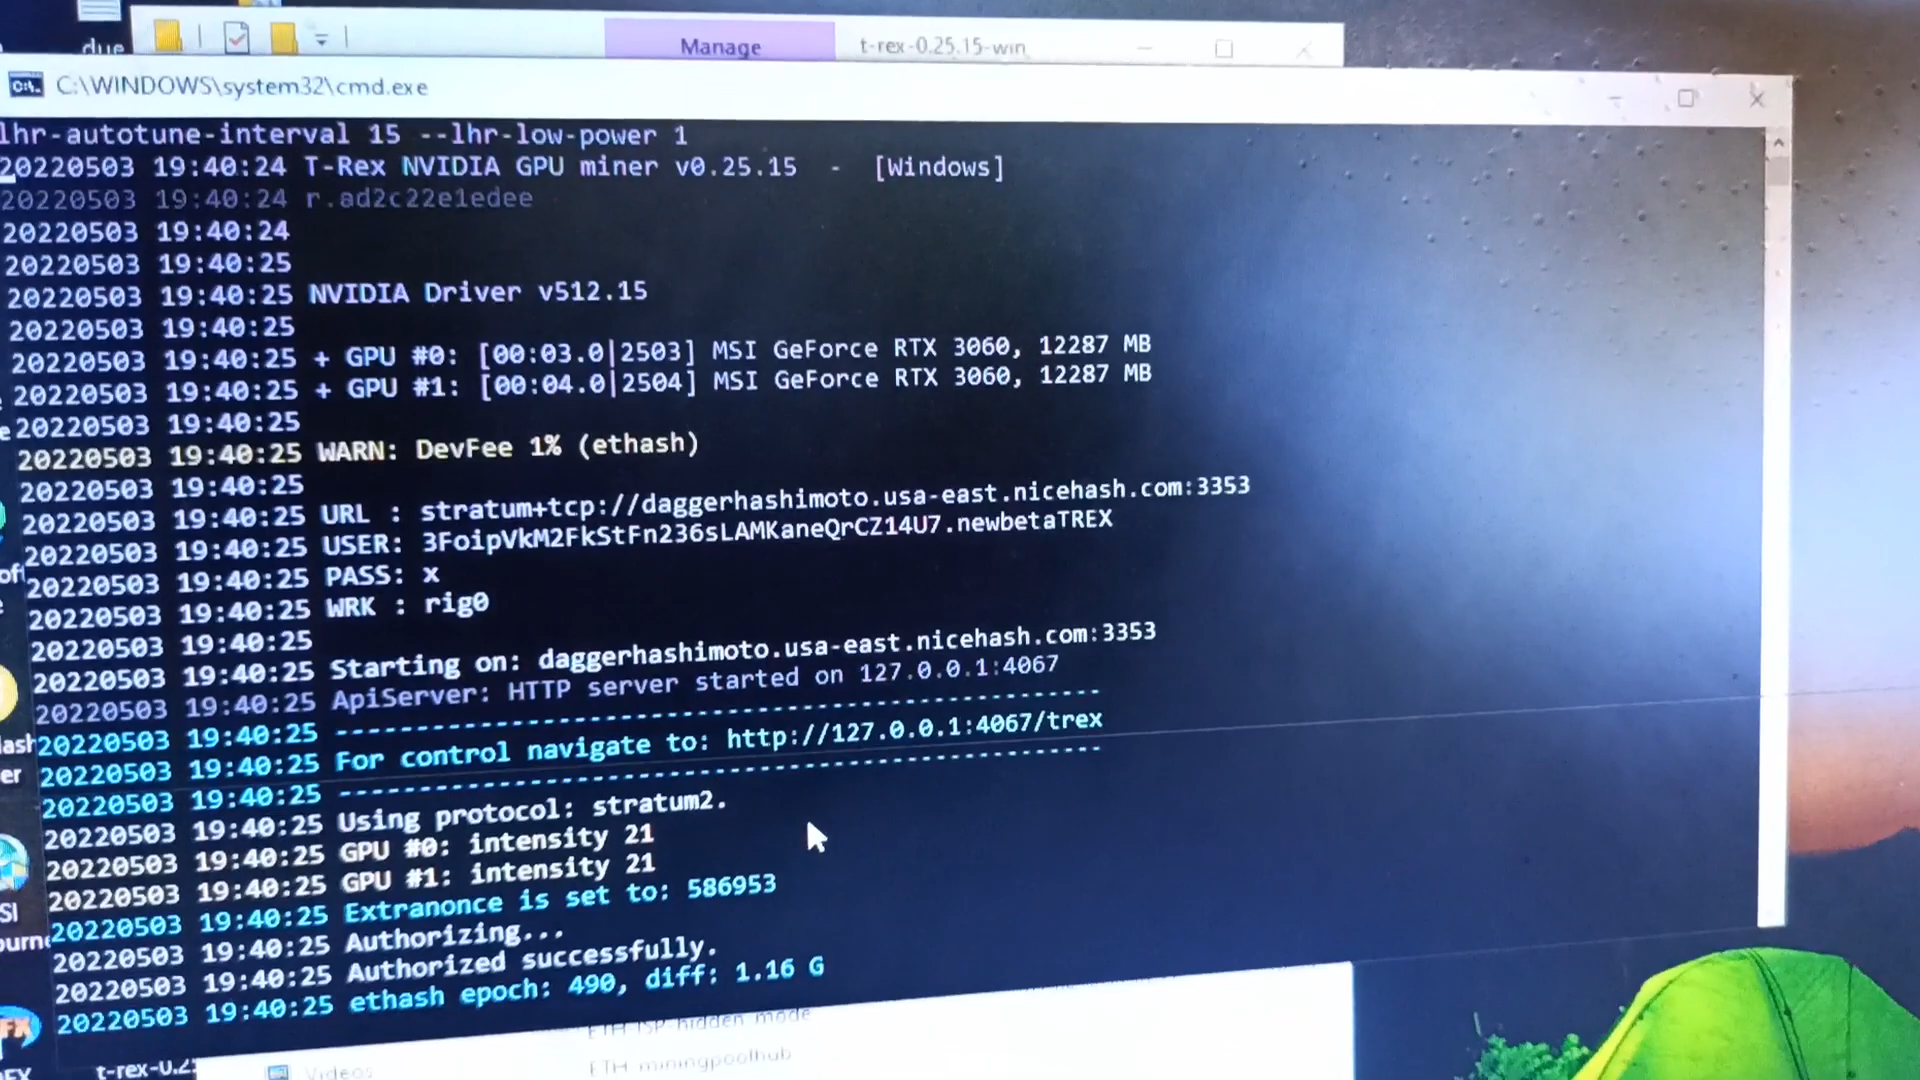 due
Manage
t-rex-0.25.15-win
C:\WINDOWS\system32\cmd.exe
lhr-autotune-interval 15 --lhr-low-power 1
20220503 19:40:24 T-Rex NVIDIA GPU miner v0.25.15 - [Windows]
20220503 19:40:24 r.ad2c22e1edee
20220503 19:40:24
20220503 19:40:25
20220503 19:40:25 NVIDIA Driver v512.15
20220503 19:40:25
20220503 19:40:25 + GPU #0: [00:03.0|2503] MSI GeForce RTX 3060, 12287 MB
20220503 19:40:25 + GPU #1: [00:04.0|2504] MSI GeForce RTX 3060, 12287 MB
20220503 19:40:25
20220503 19:40:25 WARN: DevFee 1% (ethash)
20220503 19:40:25
20220503 19:40:25 URL : stratum+tcp://daggerhashimoto.usa-east.nicehash.com:3353
20220503 19:40:25 USER: 3FoipVkM2FkStFn236sLAMKaneQrCZ14U7.newbetaTREX
20220503 19:40:25 PASS: x
20220503 19:40:25 WRK : rig0
20220503 19:40:25
20220503 19:40:25 Starting on: daggerhashimoto.usa-east.nicehash.com:3353
20220503 19:40:25 ApiServer: HTTP server started on 127.0.0.1:4067
20220503 19:40:25 ------------------------------------------------
20220503 19:40:25 For control navigate to: http://127.0.0.1:4067/trex
20220503 19:40:25 ------------------------------------------------
20220503 19:40:25 Using protocol: stratum2.
20220503 19:40:25 GPU #0: intensity 21
20220503 19:40:25 GPU #1: intensity 21
20220503 19:40:25 Extranonce is set to: 586953
20220503 19:40:25 Authorizing...
20220503 19:40:25 Authorized successfully.
20220503 19:40:25 ethash epoch: 490, diff: 1.16 G
ETH miningpoolhub
Videos
t-rex-0.2